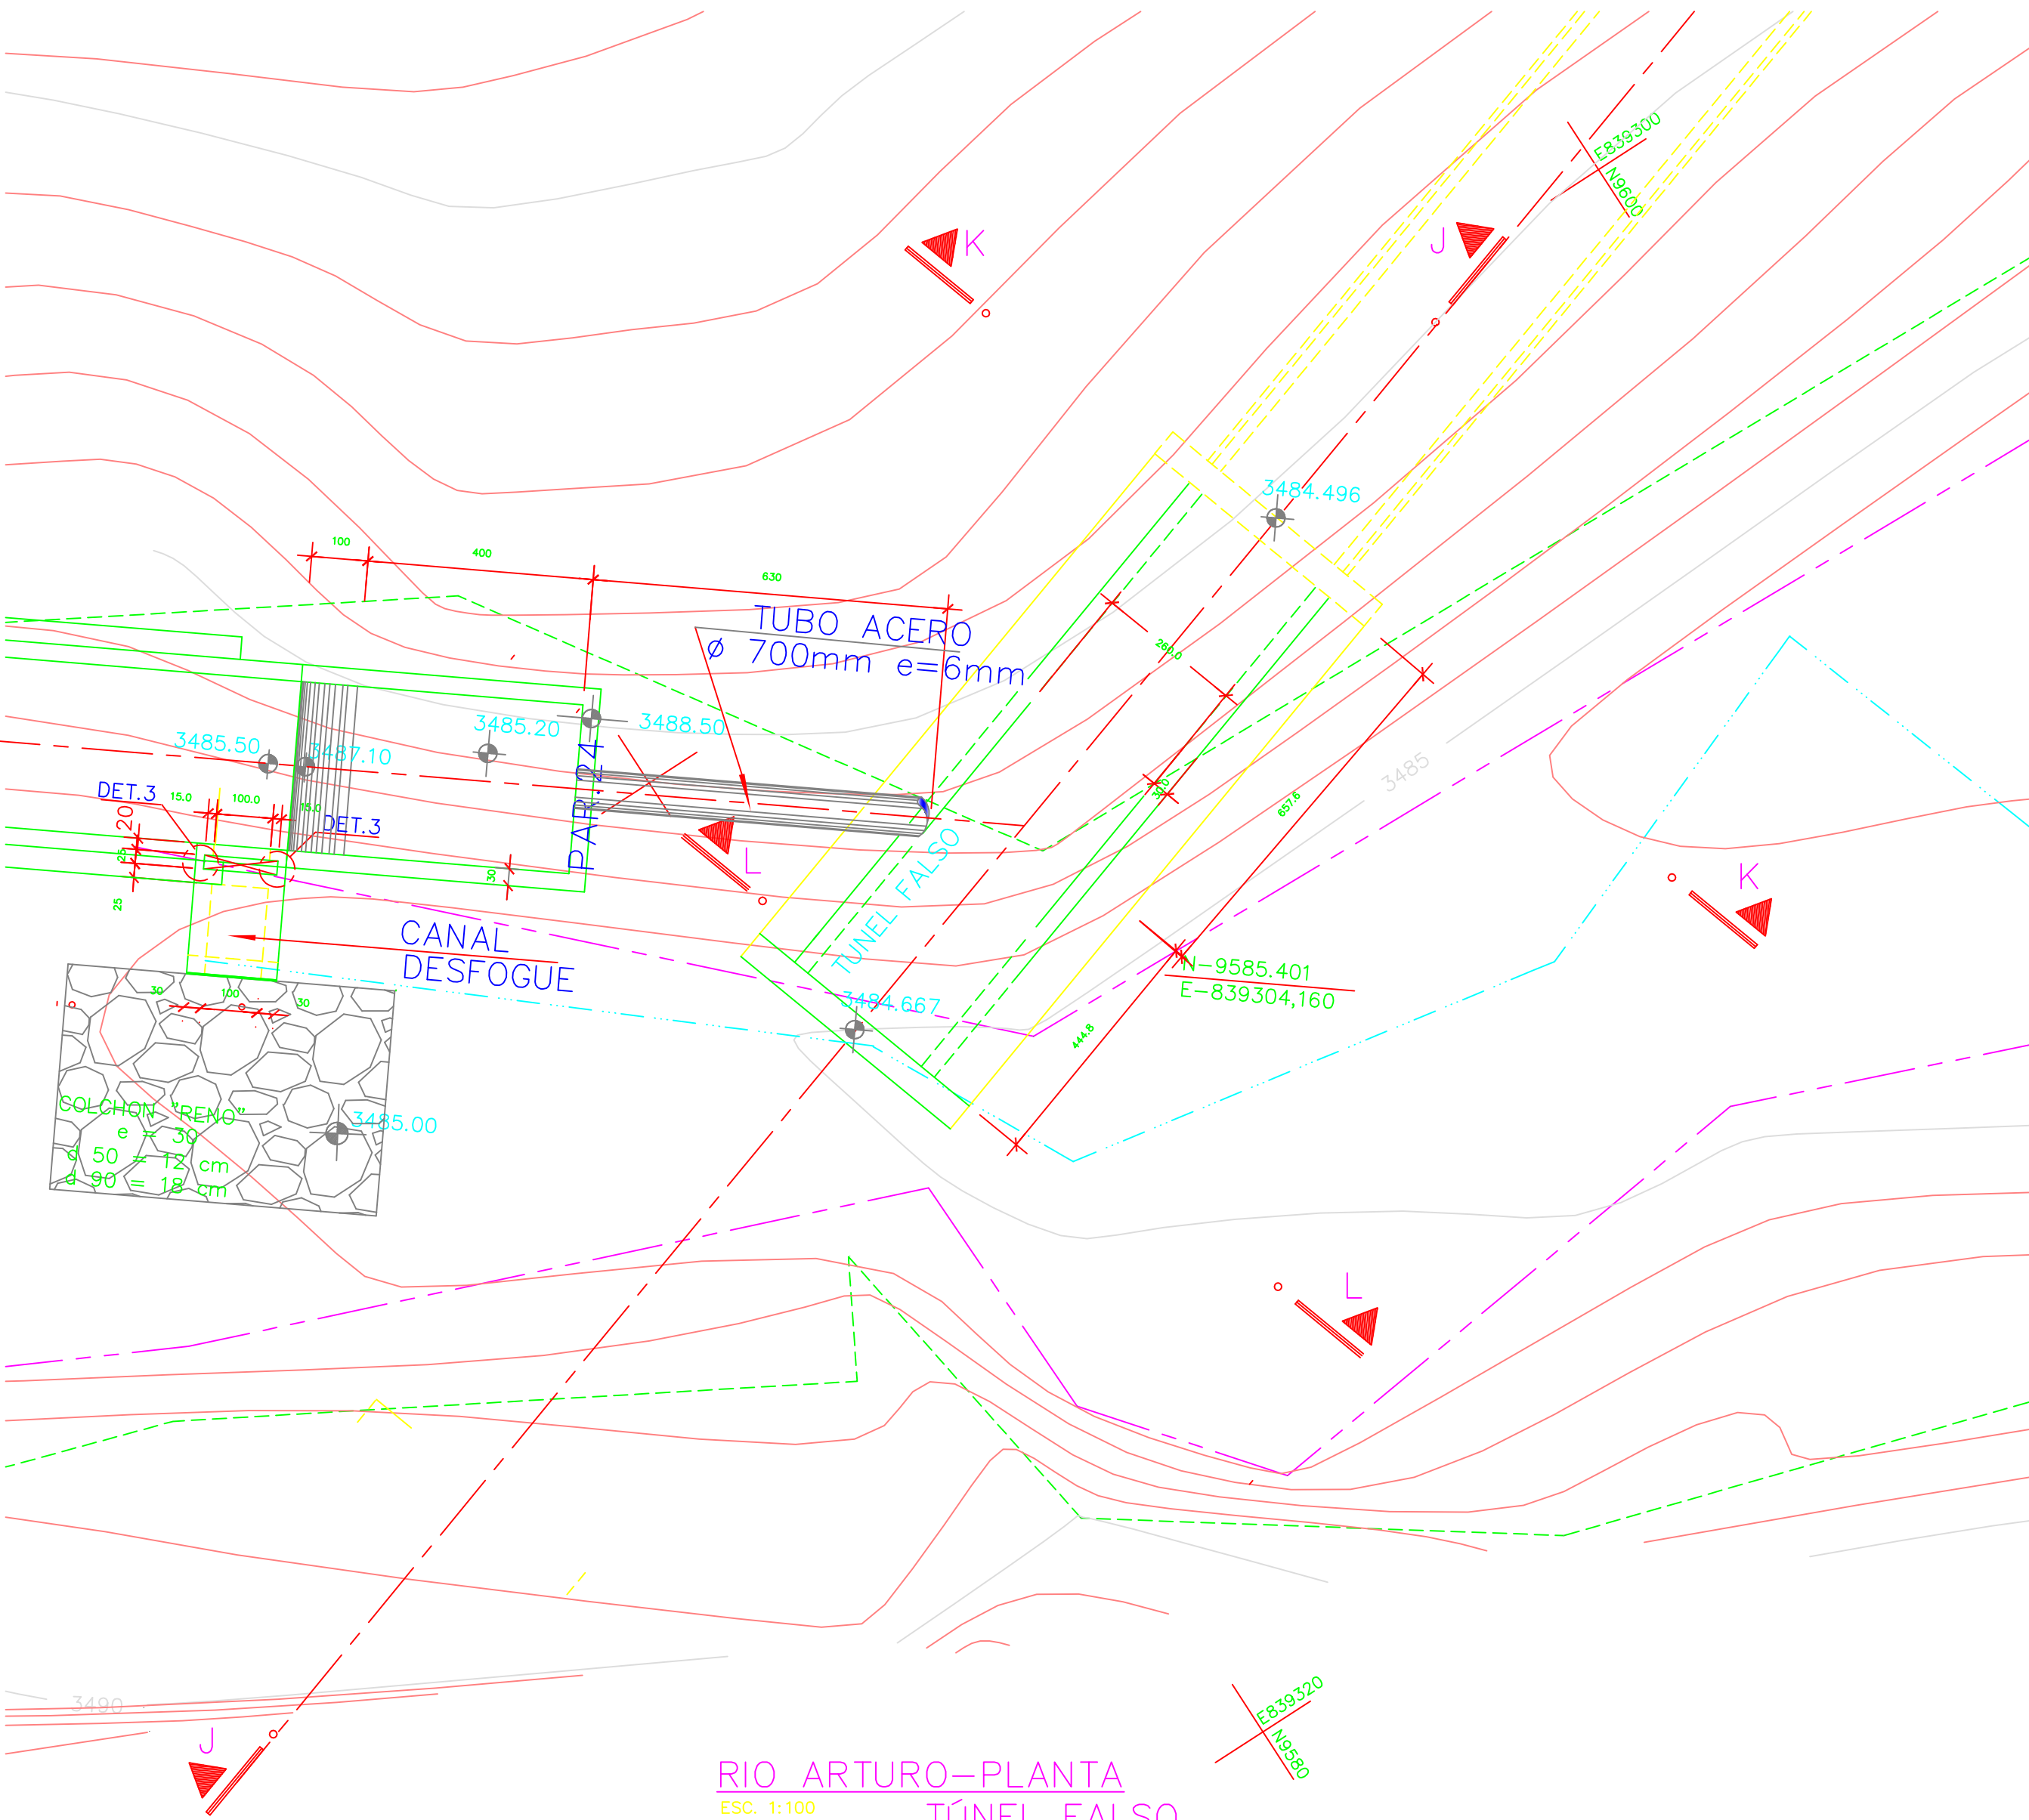 E839300
N9600
K
J
3484.496
100
400
630
TUBO ACERO
Ø 700mm e=6mm
260.0
3485.20
3488.50
3485.50
3487.10
PAR.24
3485
DET.3
15.0
100.0
15.0
DET.3
20
25
25
30
30.0
657.6
L
K
TUNEL FALSO
CANAL
DESFOGUE
N-9585.401
E-839304,160
3484.667
444.8
30
100
30
COLCHON "RENO"
e = 30
d 50 = 12 cm
d 90 = 18 cm
3485.00
L
3490
J
E839320
N9580
RIO ARTURO-PLANTA
ESC. 1:100
TÚNEL FALSO